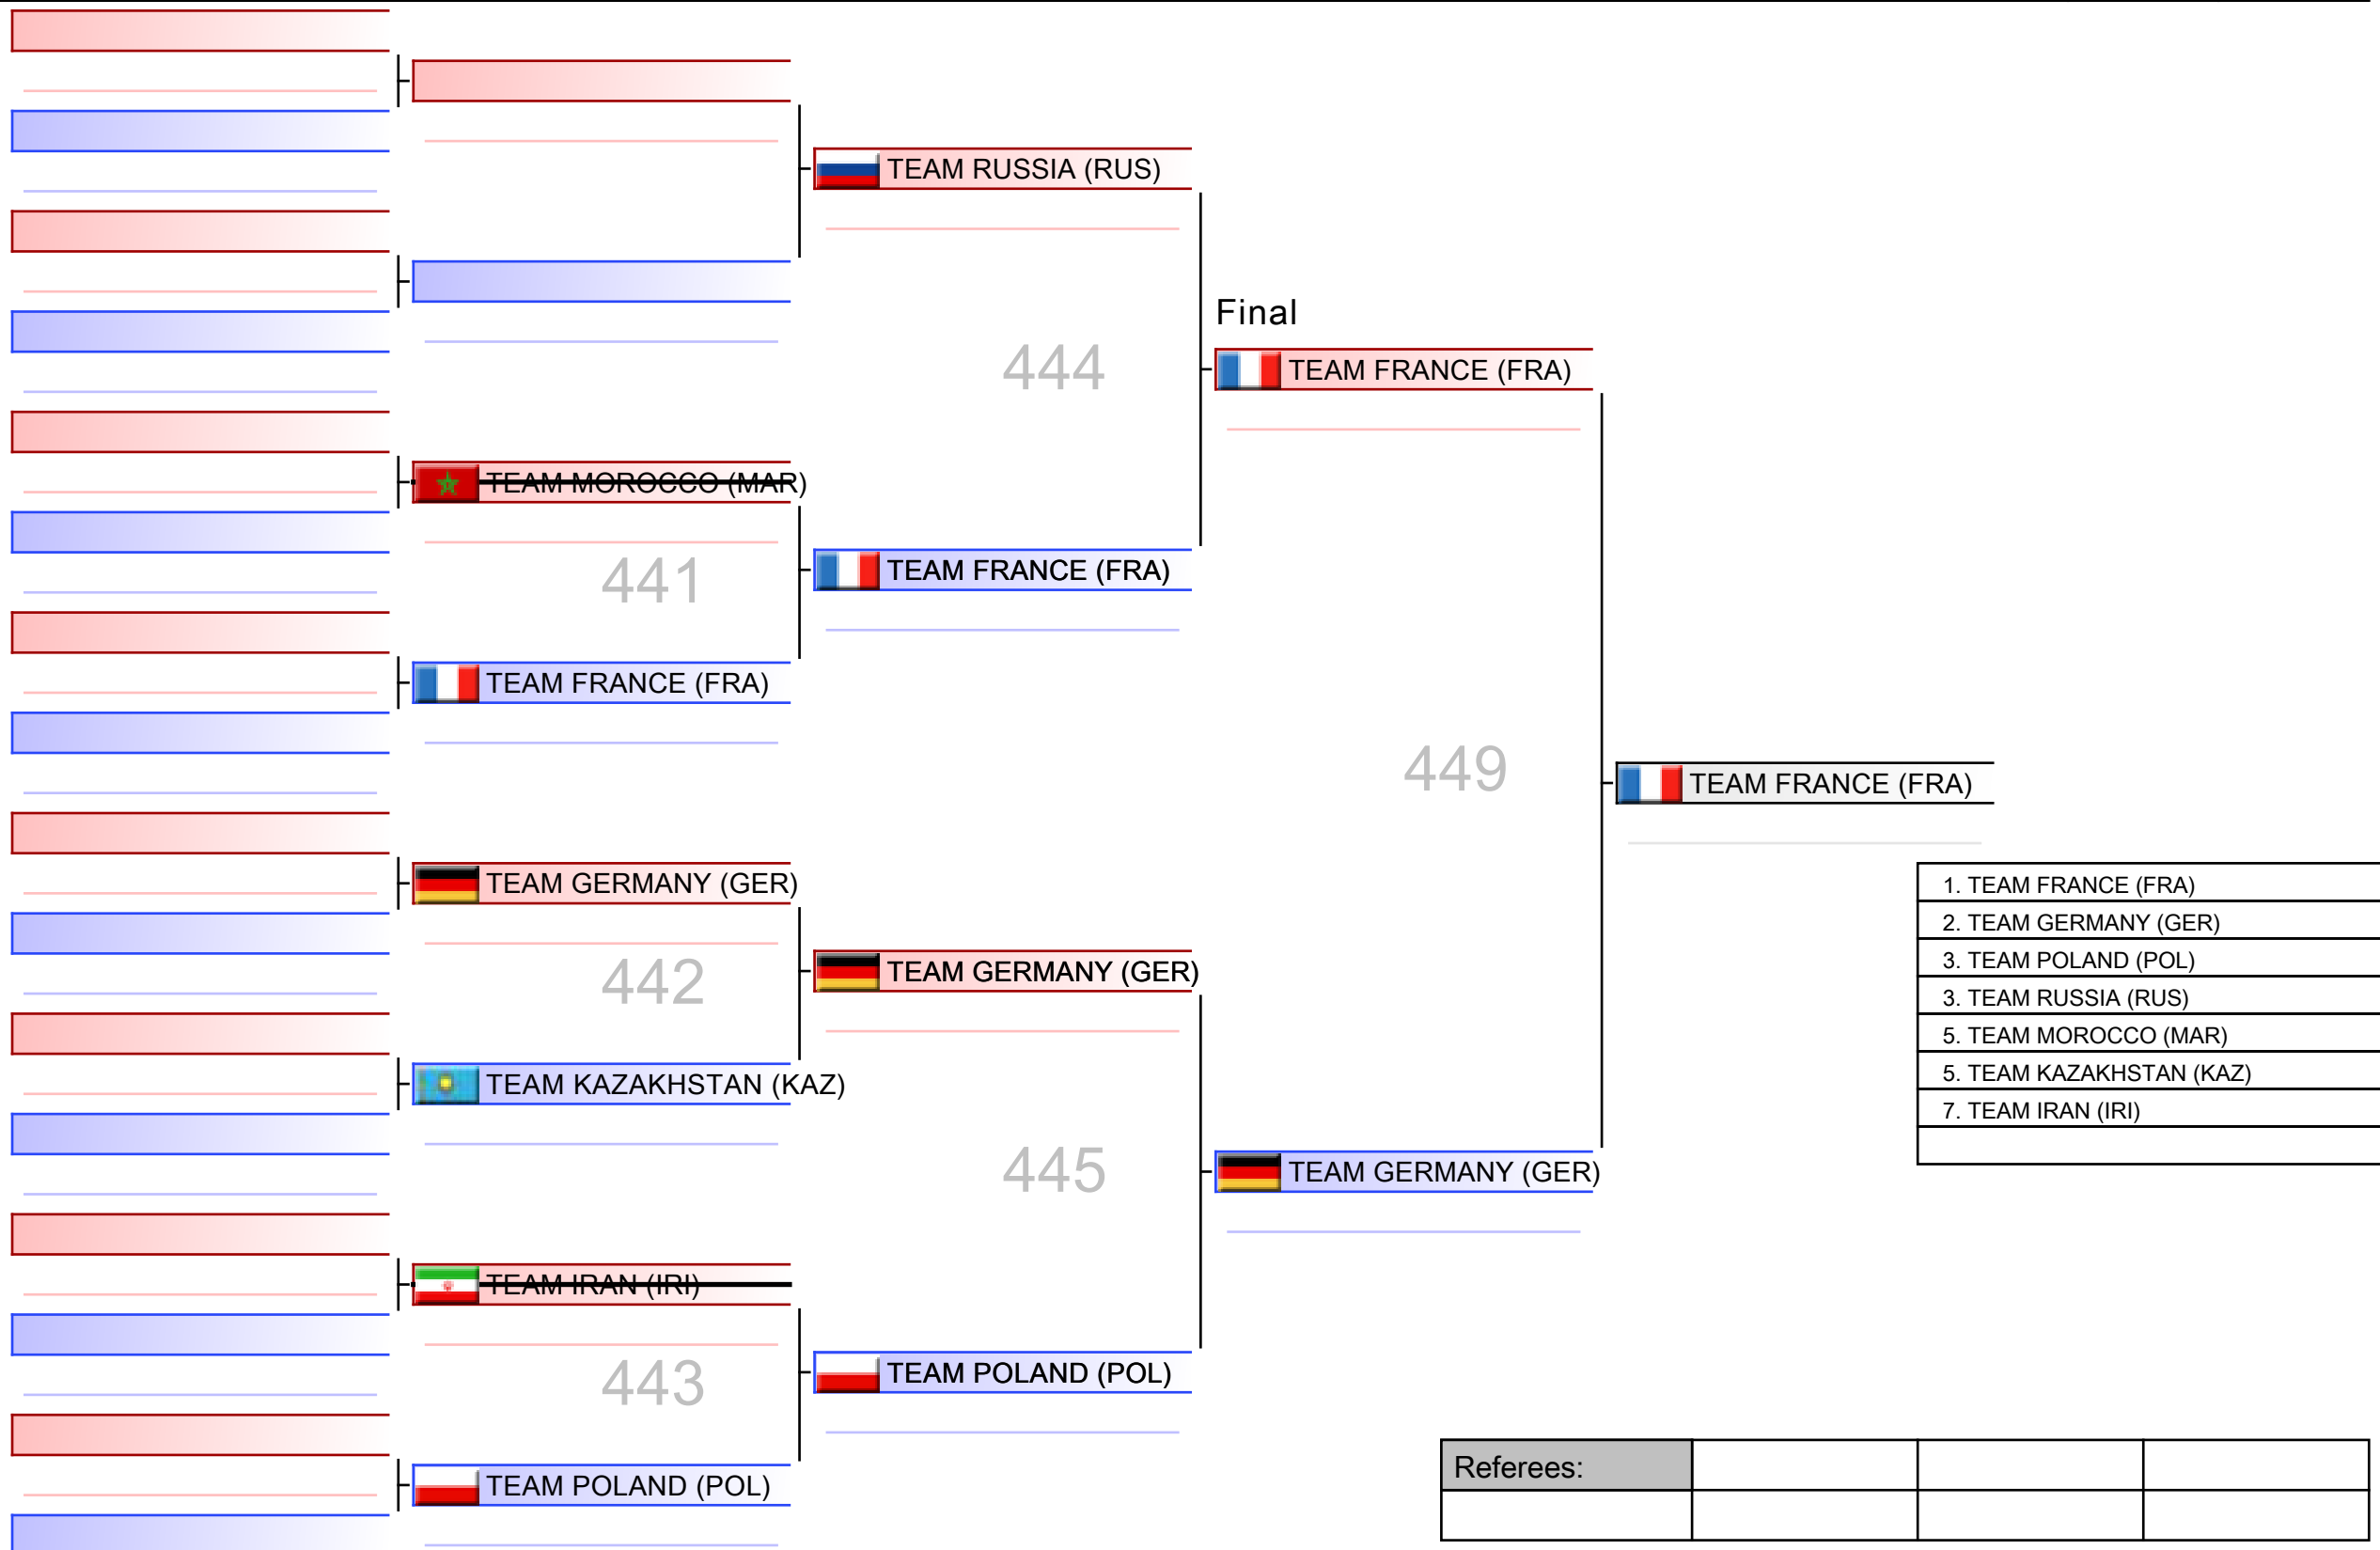 TEAM RUSSIA (RUS)
Final
444
TEAM FRANCE (FRA)
TEAM MOROCCO (MAR)
441
TEAM FRANCE (FRA)
TEAM FRANCE (FRA)
449
TEAM FRANCE (FRA)
TEAM GERMANY (GER)
442
TEAM GERMANY (GER)
TEAM KAZAKHSTAN (KAZ)
445
TEAM GERMANY (GER)
TEAM IRAN (IRI)
443
TEAM POLAND (POL)
TEAM POLAND (POL)
1. TEAM FRANCE (FRA)
2. TEAM GERMANY (GER)
3. TEAM POLAND (POL)
3. TEAM RUSSIA (RUS)
5. TEAM MOROCCO (MAR)
5. TEAM KAZAKHSTAN (KAZ)
7. TEAM IRAN (IRI)
Referees: